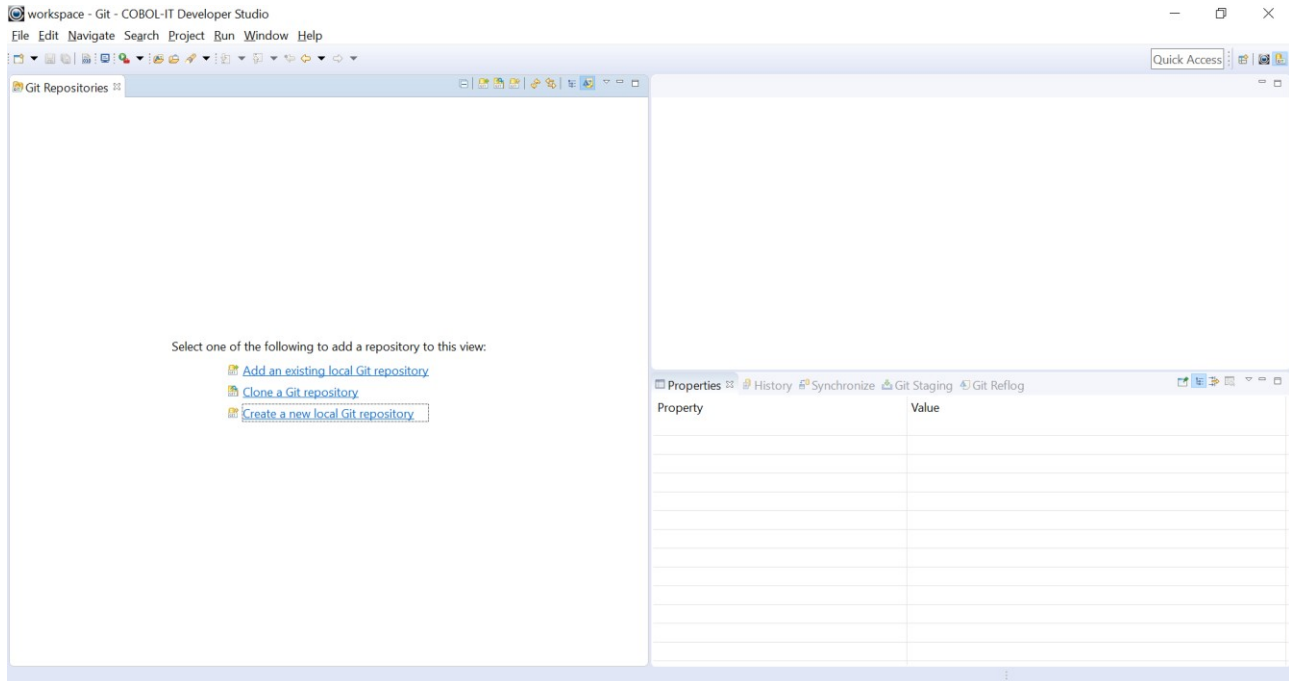 workspace - Git - COBOL-IT Developer Studio
File Edit Navigate Search Project Run Window Help
Quick Access
Git Repositories
Select one of the following to add a repository to this view:
Add an existing local Git repository
Clone a Git repository
Create a new local Git repository
Properties History Synchronize Git Staging Git Reflog
Property Value